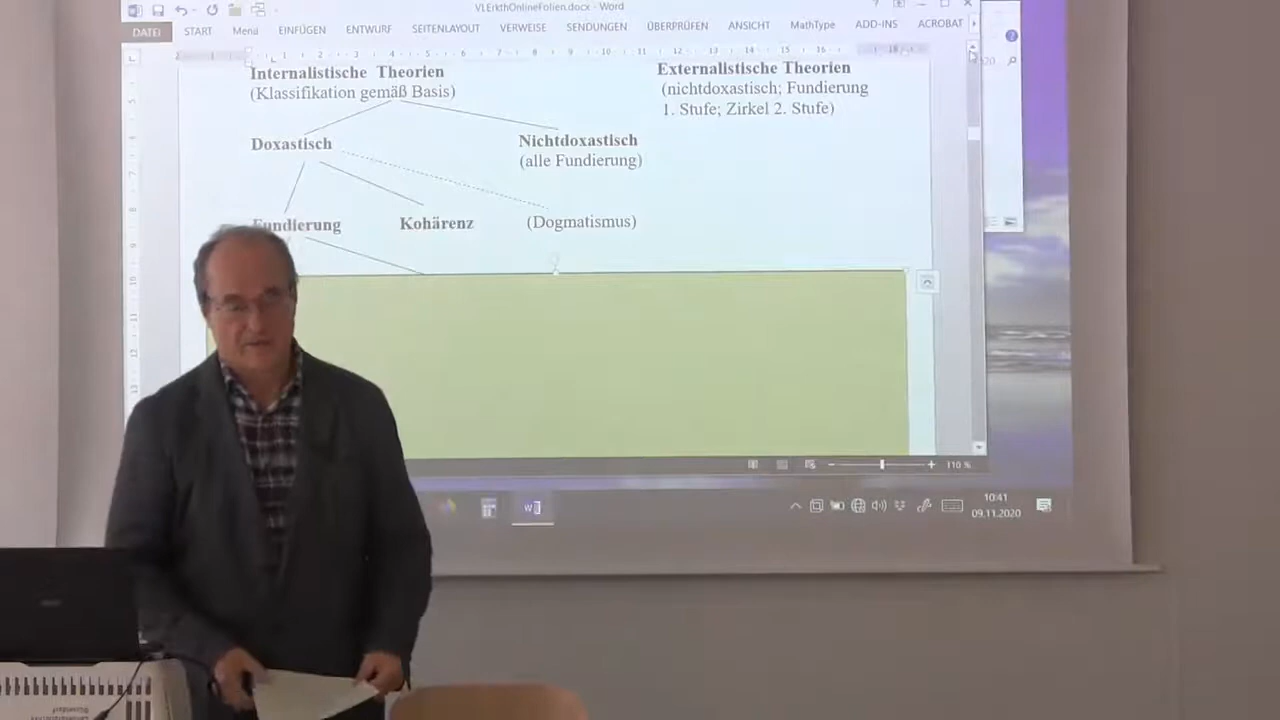 VLErkthOnlineFolien.docx - Word
DATEI START Menü EINFÜGEN ENTWURF SEITENLAYOUT VERWEISE SENDUNGEN ÜBERPRÜFEN ANSICHT MathType ADD-INS ACROBAT
Internalistische Theorien
(Klassifikation gemäß Basis)
Externalistische Theorien
(nichtdoxastisch; Fundierung
1. Stufe; Zirkel 2. Stufe)
Doxastisch
Nichtdoxastisch
(alle Fundierung)
Fundierung Kohärenz (Dogmatismus)
110 %
10:41
09.11.2020